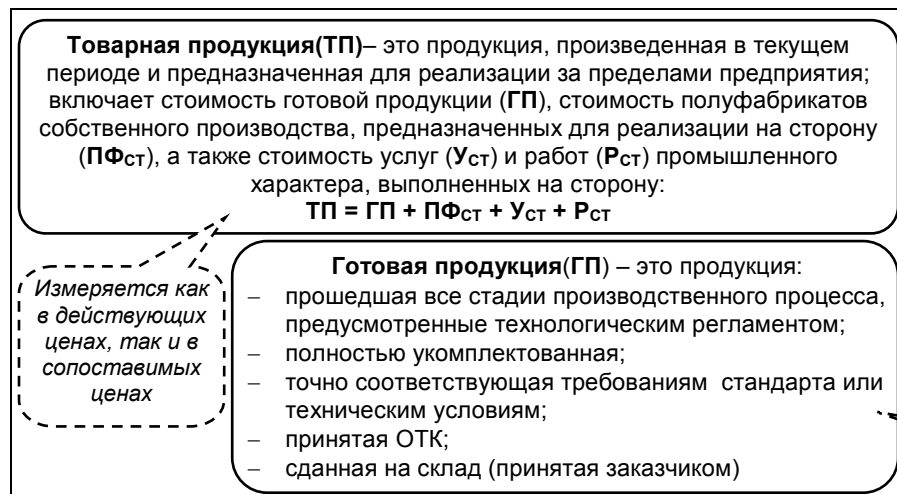 Товарная продукция(ТП)– это продукция, произведенная в текущем
периоде и предназначенная для реализации за пределами предприятия;
включает стоимость готовой продукции (ГП), стоимость полуфабрикатов
собственного производства, предназначенных для реализации на сторону
(ПФСТ), а также стоимость услуг (УСТ) и работ (РСТ) промышленного
характера, выполненных на сторону:
ТП = ГП + ПФСТ + УСТ + РСТ
Измеряется как
в действующих
ценах, так и в
сопоставимых
ценах
Готовая продукция(ГП) – это продукция:
– прошедшая все стадии производственного процесса,
предусмотренные технологическим регламентом;
– полностью укомплектованная;
– точно соответствующая требованиям стандарта или
техническим условиям;
– принятая ОТК;
– сданная на склад (принятая заказчиком)